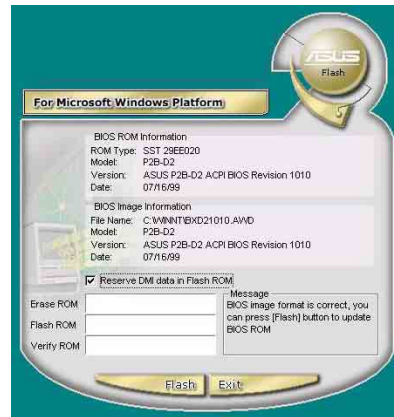 ASUS
Flash
For Microsoft Windows Platform
BIOS ROM Information
ROM Type: SST 29EE020
Model: P2B-D2
Version: ASUS P2B-D2 ACPI BIOS Revision 1010
Date: 07/16/99
BIOS Image Information
File Name: C:\WINNT\BXD21010.AWD
Model: P2B-D2
Version: ASUS P2B-D2 ACPI BIOS Revision 1010
Date: 07/16/99
Reserve DMI data in Flash ROM
Erase ROM
Flash ROM
Verify ROM
Message
BIOS image format is correct, you
can press [Flash] button to update
BIOS ROM
Flash
Exit